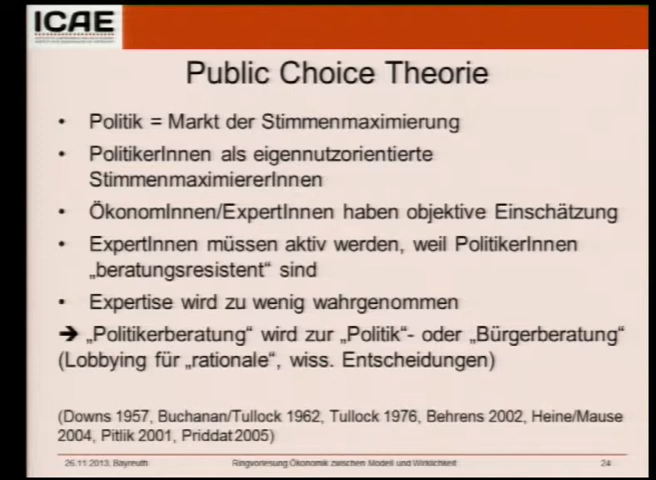 ICAE
Public Choice Theorie
• Politik = Markt der Stimmenmaximierung
• PolitikerInnen als eigennutzorientierte
StimmenmaximiererInnen
• ÖkonomInnen/ExpertInnen haben objektive Einschätzung
• ExpertInnen müssen aktiv werden, weil PolitikerInnen
„beratungsresistent“ sind
• Expertise wird zu wenig wahrgenommen
➔ „Politikerberatung“ wird zur „Politik“- oder „Bürgerberatung“
(Lobbying für „rationale“, wiss. Entscheidungen)
(Downs 1957, Buchanan/Tullock 1962, Tullock 1976, Behrens 2002, Heine/Mause
2004, Pitlik 2001, Priddat 2005)
26.11.2013, Bayreuth Ringvorlesung Ökonomik zwischen Modell und Wirklichkeit 24